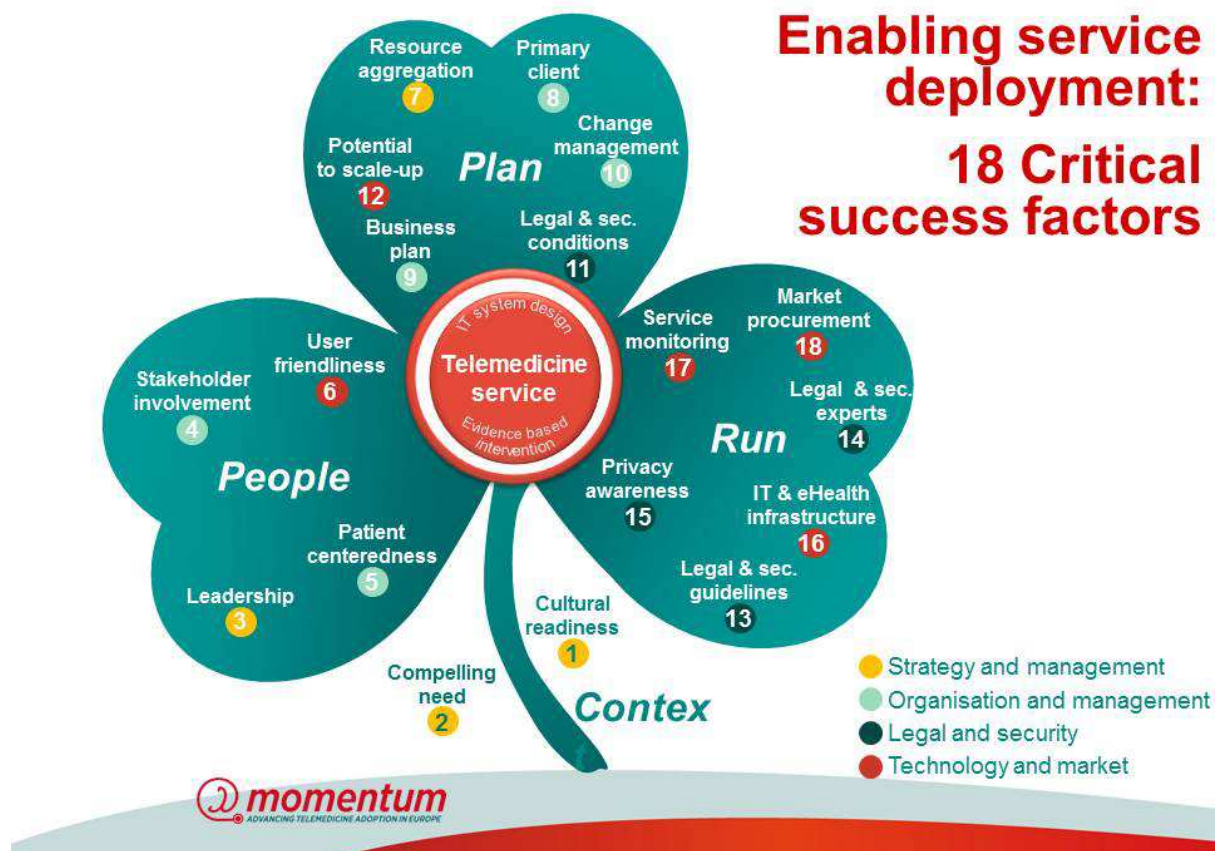 Enabling service
deployment:
18 Critical
success factors
Resource
aggregation
7
Primary
client
8
Change
management
10
Potential
to scale-up
12
Plan
Business
plan
9
Legal & sec.
conditions
11
IT system design
Telemedicine
service
Evidence based
intervention
User
friendliness
6
Stakeholder
involvement
4
People
Patient
centeredness
5
Leadership
3
Service
monitoring
17
Market
procurement
18
Legal & sec.
experts
14
Run
Privacy
awareness
15
IT & eHealth
infrastructure
16
Legal & sec.
guidelines
13
Cultural
readiness
1
Compelling
need
2
Contex
t
Strategy and management
Organisation and management
Legal and security
Technology and market
momentum
ADVANCING TELEMEDICINE ADOPTION IN EUROPE